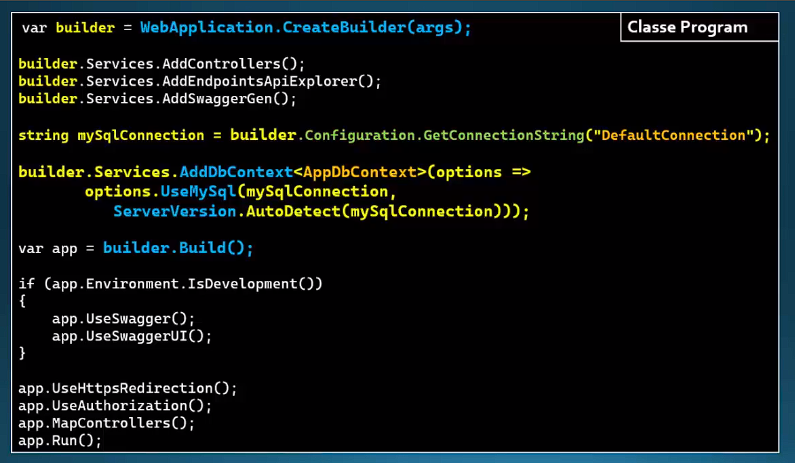 Classe Program
var builder = WebApplication.CreateBuilder(args);
builder.Services.AddControllers();
builder.Services.AddEndpointsApiExplorer();
builder.Services.AddSwaggerGen();
string mySqlConnection = builder.Configuration.GetConnectionString("DefaultConnection");
builder.Services.AddDbContext<AppDbContext>(options =>
options.UseMySql(mySqlConnection,
ServerVersion.AutoDetect(mySqlConnection)));
var app = builder.Build();
if (app.Environment.IsDevelopment())
{
app.UseSwagger();
app.UseSwaggerUI();
}
app.UseHttpsRedirection();
app.UseAuthorization();
app.MapControllers();
app.Run();